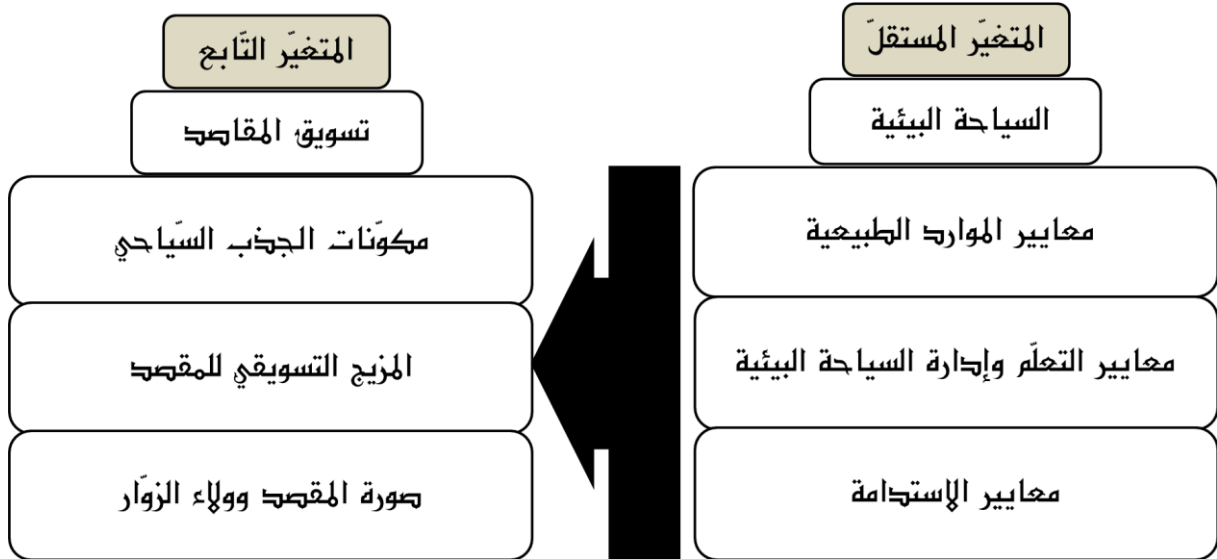 المتغيّر المستقلّ
السياحة البيئية
معايير الموارد الطبيعية
معايير التعلّم وإدارة السياحة البيئية
معايير الاستدامة
المتغيّر التّابع
تسويق المقاصد
مكوّنات الجذب السّياحي
المزيج التسويقي للمقصد
صورة المقصد وولاء الزوّار